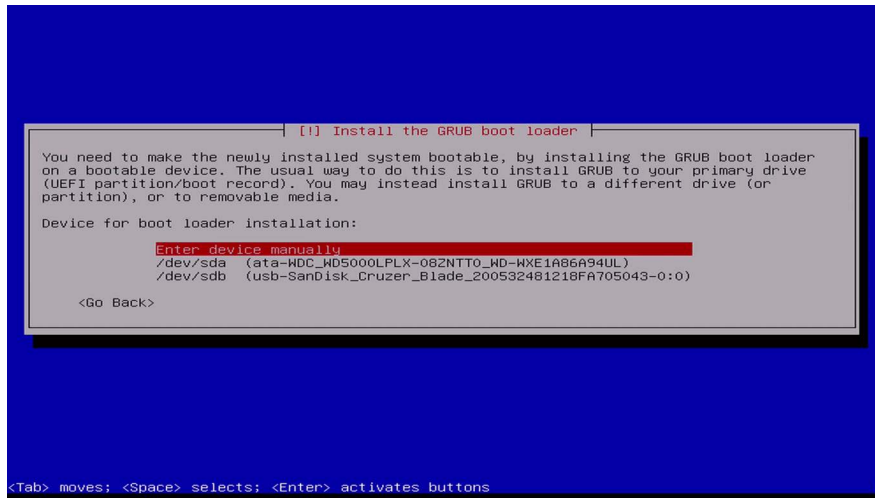 [!] Install the GRUB boot loader
You need to make the newly installed system bootable, by installing the GRUB boot loader
on a bootable device. The usual way to do this is to install GRUB to your primary drive
(UEFI partition/boot record). You may instead install GRUB to a different drive (or
partition), or to removable media.
Device for boot loader installation:
Enter device manually
/dev/sda (ata-WDC_WD5000LPLX-08ZNTT0_WD-WXE1A86A94UL)
/dev/sdb (usb-SanDisk_Cruzer_Blade_200532481218FA705043-0:0)
<Go Back>
<Tab> moves; <Space> selects; <Enter> activates buttons